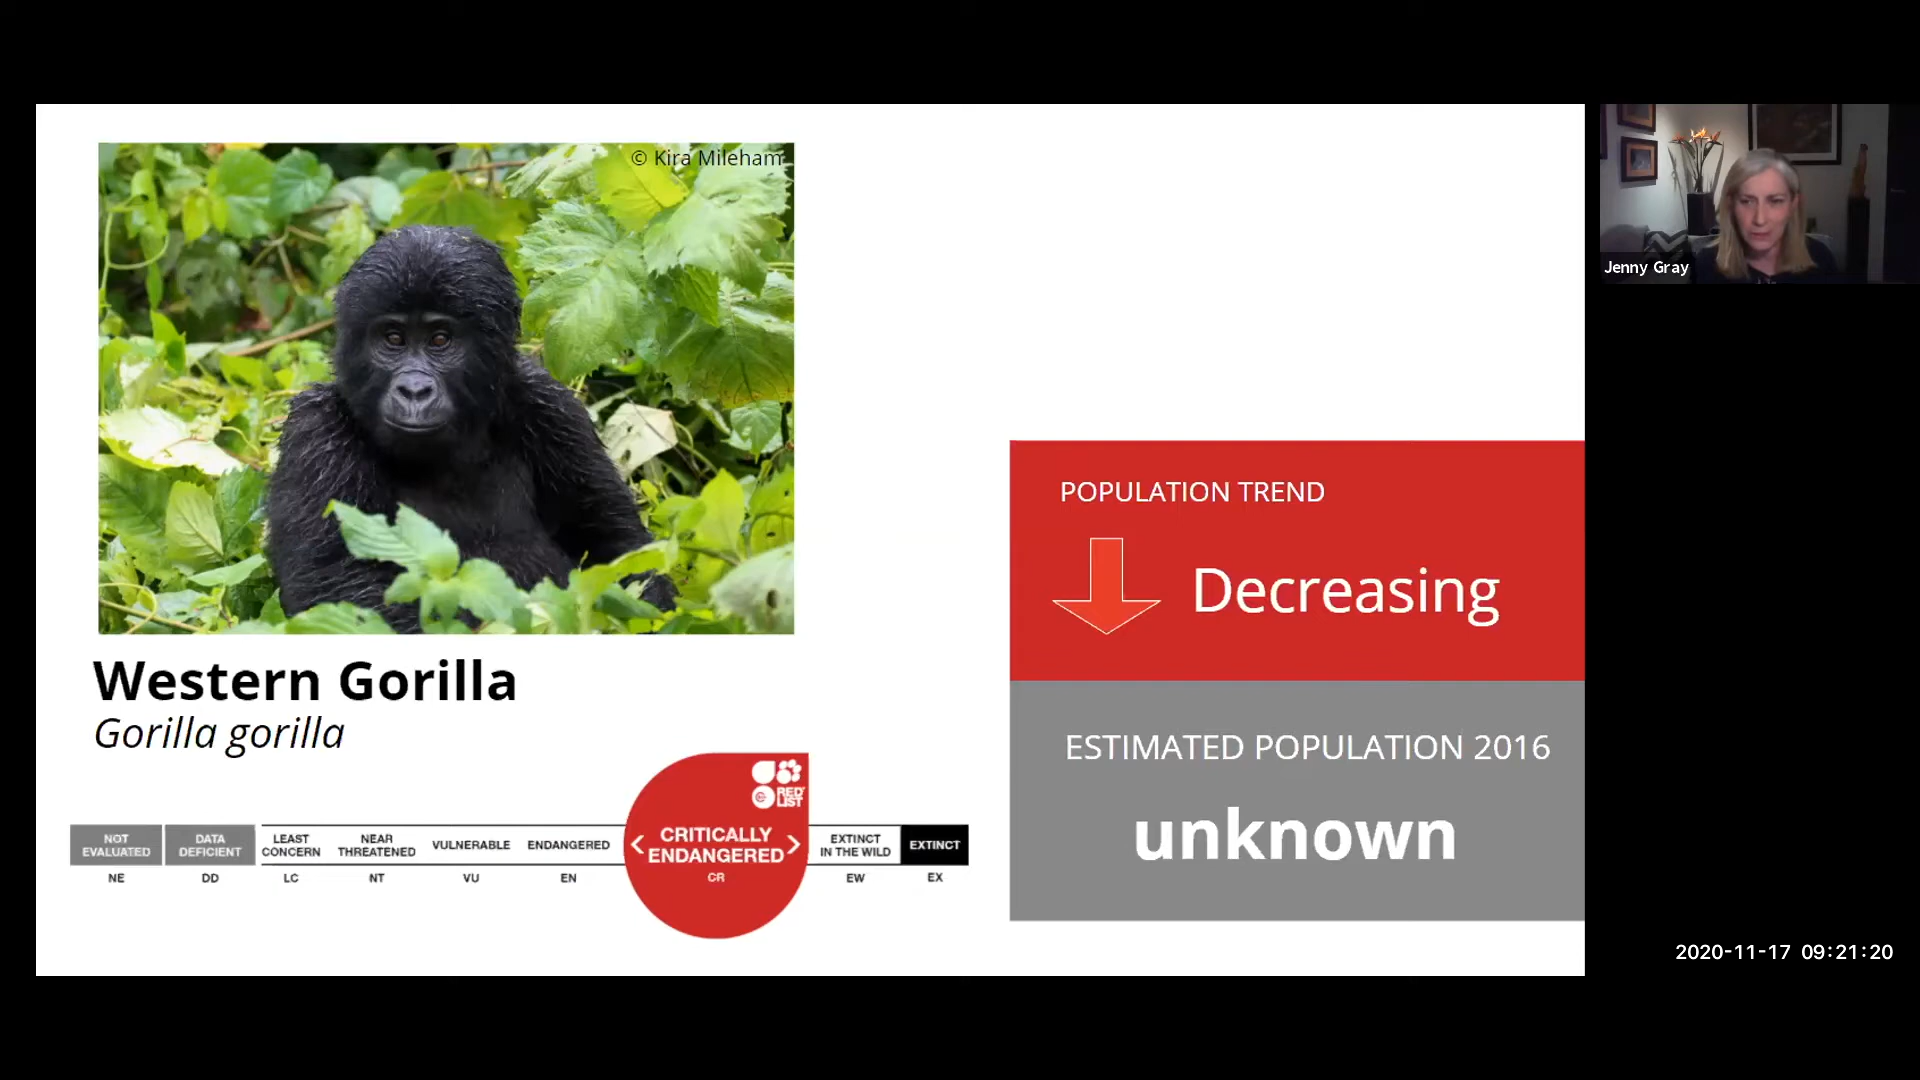 © Kira Mileham
Jenny Gray
POPULATION TREND
Decreasing
Western Gorilla
Gorilla gorilla
ESTIMATED POPULATION 2016
unknown
RED
LIST
NOT
EVALUATED
NE
DATA
DEFICIENT
DD
LEAST
CONCERN
LC
NEAR
THREATENED
NT
VULNERABLE
VU
ENDANGERED
EN
< CRITICALLY >
ENDANGERED
CR
EXTINCT
IN THE WILD
EW
EXTINCT
EX
2020-11-17 09:21:20